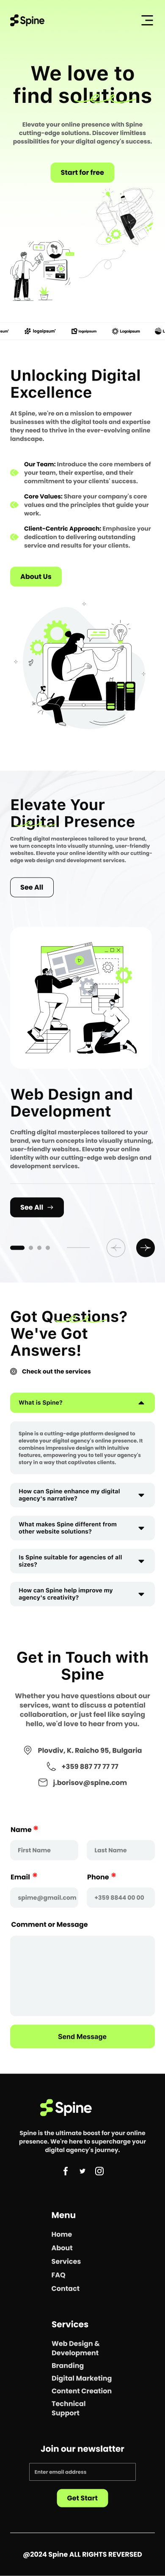 Spine
We love to
find solutions
Elevate your online presence with Spine
cutting-edge solutions. Discover limitless
possibilities for your digital agency's success.
Start for free
logoipsum
logoipsum
Logoipsum
Unlocking Digital
Excellence
At Spine, we're on a mission to empower
businesses with the digital tools and expertise
they need to thrive in the ever-evolving online
landscape.
Our Team: Introduce the core members of
your team, their expertise, and their
commitment to your clients' success.
Core Values: Share your company's
values and the principles that guide your
work.
Client-Centric Approach: Emphasize your
dedication to delivering outstanding
service and results for your clients.
About Us
Elevate Your
Digital Presence
Crafting digital masterpieces tailored to your brand,
we turn concepts into visually stunning, user-friendly
websites. Elevate your online identity with our cutting-
edge web design and development services.
See All
Web Design and
Development
Crafting digital masterpieces tailored to your
brand, we turn concepts into visually stunning,
user-friendly websites. Elevate your online
identity with our cutting-edge web design and
development services.
See All
Got Questions?
We've Got
Answers!
Check out the services
What is Spine?
Spine is a cutting-edge platform designed to
elevate your digital agency's online presence. It
combines impressive design with intuitive
features, empowering you to tell your agency's
story in a way that captivates clients.
How can Spine enhance my digital
agency's narrative?
What makes Spine different from
other website solutions?
Is Spine suitable for agencies of all
sizes?
How can Spine help improve my
agency's creativity?
Get in Touch with
Spine
Whether you have questions about our
services, want to discuss a potential
collaboration, or just feel like saying
hello, we'd love to hear from you.
Plovdiv, K. Raicho 95, Bulgaria
+359 887 77 77 77
j.borisov@spine.com
Name *
First Name
Last Name
Email *
Phone *
spime@gmail.com
+359 8844 00 00
Comment or Message
Send Message
Spine
Spine is the ultimate boost for your online
presence. We're here to supercharge your
digital agency's journey.
Menu
Home
About
Services
FAQ
Contact
Services
Web Design &
Development
Branding
Digital Marketing
Content Creation
Technical
Support
Join our newsletter
Enter email address
Get Start
@2024 Spine ALL RIGHTS REVERSED